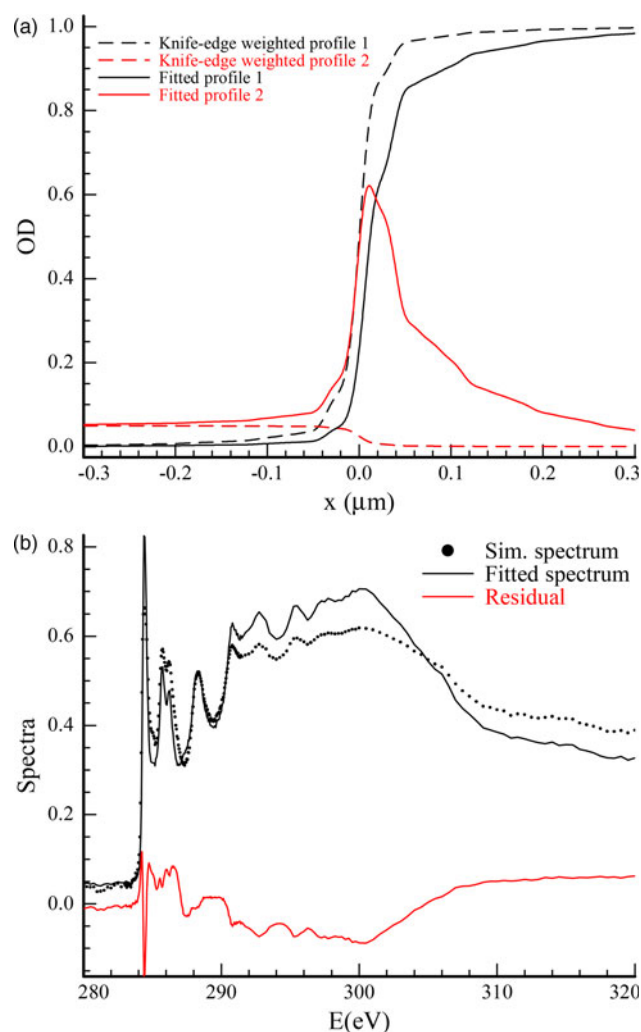 (a)
1.0
Knife-edge weighted profile 1
Knife-edge weighted profile 2
Fitted profile 1
Fitted profile 2
0.8
0.6
OD
0.4
0.2
0.0
-0.3 -0.2 -0.1 0.0 0.1 0.2 0.3
x (μm)
(b)
0.8
Sim. spectrum
Fitted spectrum
Residual
0.6
0.4
Spectra
0.2
0.0
280 290 300 310 320
E(eV)